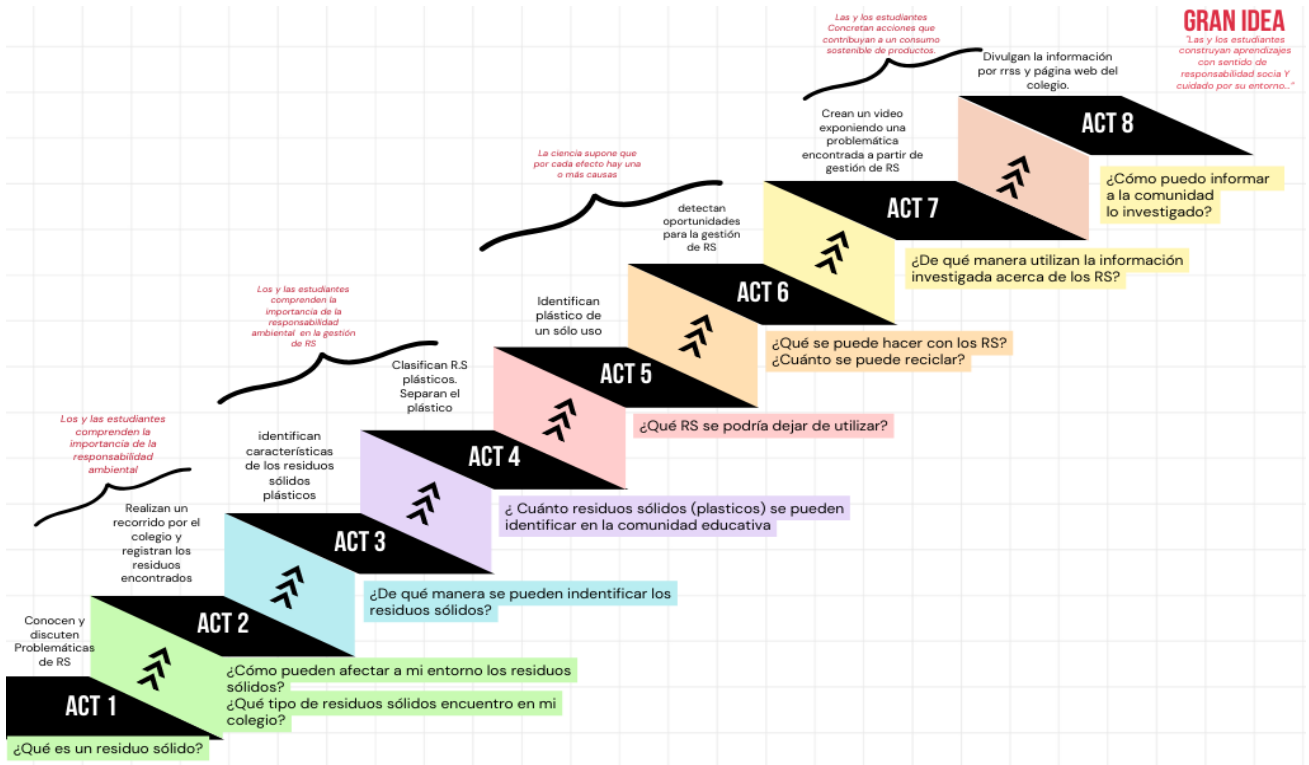 GRAN IDEA
"Las y los estudiantes
construyan aprendizajes
con sentido de
responsabilidad socia Y
cuidado por su entorno..."
Las y los estudiantes
Concretan acciones que
contribuyan a un consumo
sostenible de productos.
Divulgan la información
por rrss y página web del
colegio.
ACT 8
¿Cómo puedo informar
a la comunidad
lo investigado?
Crean un video
exponiendo una
problemática
encontrada a partir de
gestión de RS
ACT 7
¿De qué manera utilizan la información
investigada acerca de los RS?
La ciencia supone que
por cada efecto hay una
o más causas
detectan
oportunidades
para la gestión
de RS
ACT 6
¿Qué se puede hacer con los RS?
¿Cuánto se puede reciclar?
Identifican
plástico de
un sólo uso
ACT 5
¿Qué RS se podría dejar de utilizar?
Los y las estudiantes
comprenden la
importancia de la
responsabilidad
ambiental en la gestión
de RS
Clasifican R.S
plásticos.
Separan el
plástico
ACT 4
¿ Cuánto residuos sólidos (plasticos) se pueden
identificar en la comunidad educativa
identifican
características
de los residuos
sólidos
plásticos
ACT 3
¿De qué manera se pueden indentificar los
residuos sólidos?
Los y las estudiantes
comprenden la
importancia de la
responsabilidad
ambiental
Realizan un
recorrido por el
colegio y
registran los
residuos
encontrados
ACT 2
¿Cómo pueden afectar a mi entorno los residuos
sólidos?
¿Qué tipo de residuos sólidos encuentro en mi
colegio?
Conocen y
discuten
Problemáticas
de RS
ACT 1
¿Qué es un residuo sólido?